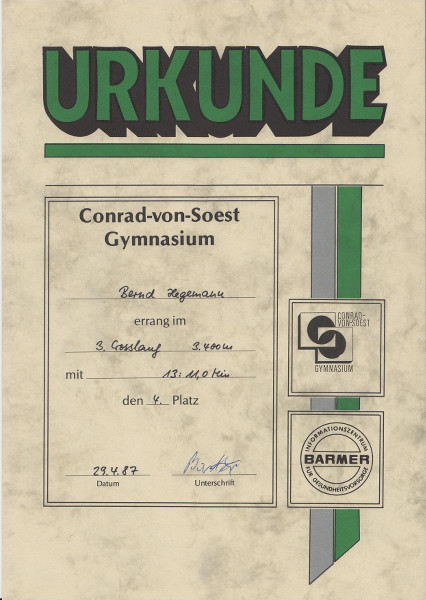 URKUNDE
Conrad-von-Soest
Gymnasium
Bernd Hegemann
errang im
3. Crosslauf 3.400m
mit 13:11,0 Min
den 4. Platz
29.4.87
Datum Unterschrift
CONRAD-
VON-SOEST
GYMNASIUM
INFORMATIONSZENTRUM
BARMER
FÜR GESUNDHEITSVORSORGE